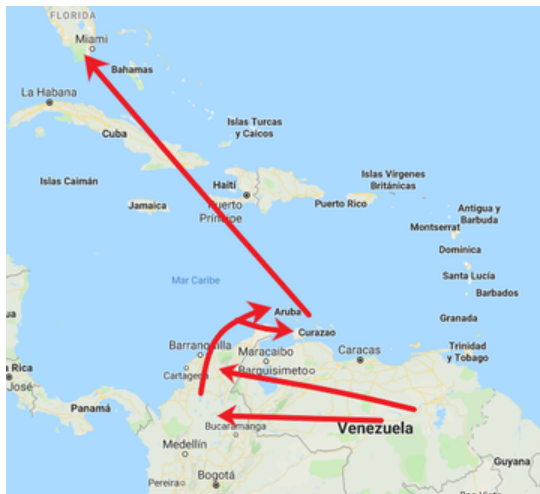 FLORIDA
Miami
Bahamas
La Habana
Cuba
Islas Turcas
y Caicos
Islas Caimán
Haití
Jamaica
Puerto
Príncipe
Puerto Rico
Islas Vírgenes
Británicas
Antigua y
Barbuda
Montserrat
Dominica
Mar Caribe
Santa Lucía
Barbados
Aruba
Curazao
Granada
ua
Barranquilla
Maracaibo
Caracas
Trinidad
y Tobago
a Rica
José
Cartagena
Barquisimeto
Panamá
Bucaramanga
Venezuela
Medellín
Guyana
Pereira
Bogotá